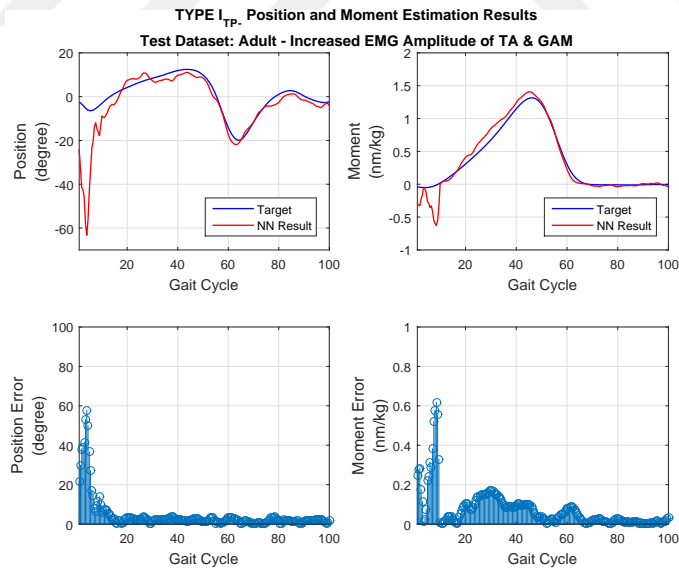 TYPE I_TP- Position and Moment Estimation Results
Test Dataset: Adult - Increased EMG Amplitude of TA & GAM
20
0
-20
-40
-60
Position
(degree)
Target
NN Result
20 40 60 80 100
Gait Cycle
2
1.5
1
0.5
0
-0.5
-1
Moment
(nm/kg)
Target
NN Result
20 40 60 80 100
Gait Cycle
100
80
60
40
20
0
Position Error
(degree)
20 40 60 80 100
Gait Cycle
1
0.8
0.6
0.4
0.2
0
Moment Error
(nm/kg)
20 40 60 80 100
Gait Cycle